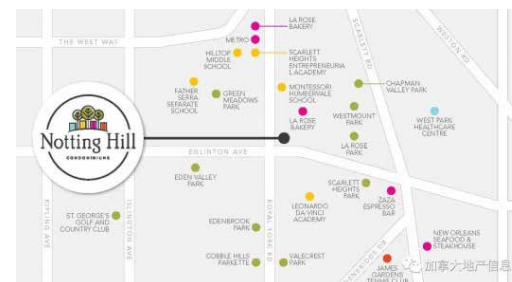 LA ROSE
BAKERY
THE WEST WAY
METRO
HILLTOP
MIDDLE
SCHOOL
SCARLETT
HEIGHTS
ENTREPRENEURIA
L ACADEMY
SCARLETT RD
WESTON RD
FATHER
SERRA
SEPARATE
SCHOOL
GREEN
MEADOWS
PARK
MONTESSORI
HUMBERVALE
SCHOOL
LA ROSE
BAKERY
CHAPMAN
VALLEY PARK
WESTMOUNT
PARK
WEST PARK
HEALTHCARE
CENTRE
LA ROSE
PARK
Notting Hill
CONDOMINIUMS
EGLINTON AVE
EDEN VALLEY
PARK
KIPLING AVE
ISLINGTON AVE
ROYAL YORK RD
ST. GEORGE'S
GOLF AND
COUNTRY CLUB
LEONARDO
DA VINCI
ACADEMY
SCARLETT
HEIGHTS
PARK
ZAZA
ESPRESSO
BAR
EDENBROOK
PARK
NEW ORLEANS
SEAFOOD &
STEAKHOUSE
COBBLE HILLS
PARKETTE
VALECREST
PARK
JAMES
GARDENS
TENNIS CLUB
加拿大地产信息